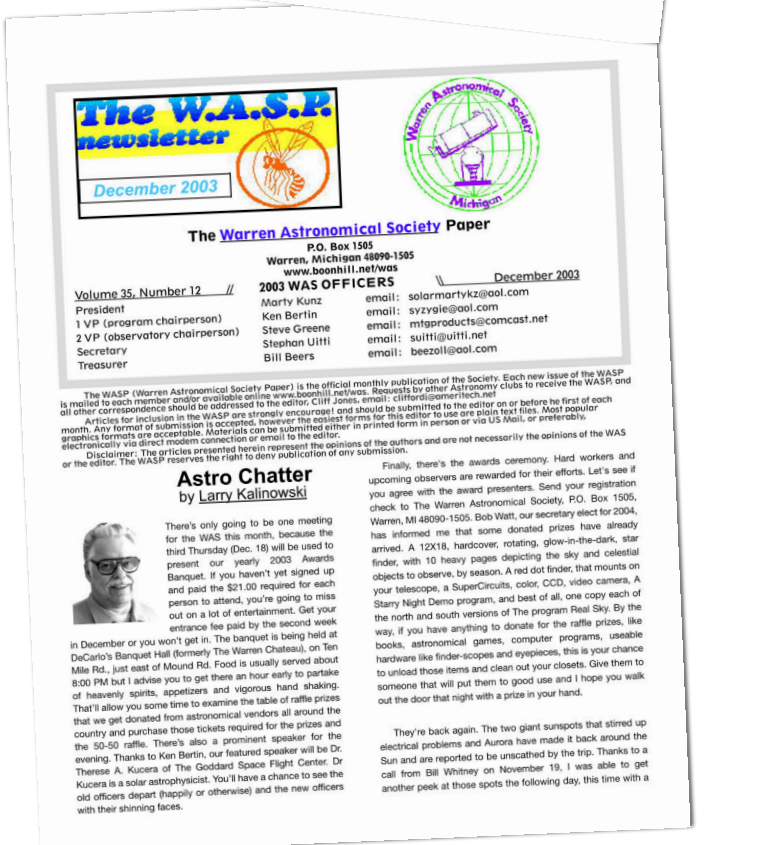 The W.A.S.P.
newsletter
December 2003
Warren Astronomical Society
Michigan
The Warren Astronomical Society Paper
P.O. Box 1505
Warren, Michigan 48090-1505
www.boonhill.net/was
Volume 35, Number 12 //
2003 WAS OFFICERS
\\ December 2003
President Marty Kunz email: solarmartykz@aol.com
1 VP (program chairperson) Ken Bertin email: syzygie@aol.com
2 VP (observatory chairperson) Steve Greene email: mtgproducts@comcast.net
Secretary Stephan Uitti email: suitti@uitti.net
Treasurer Bill Beers email: beezoll@aol.com
The WASP (Warren Astronomical Society Paper) is the official monthly publication of the Society. Each new issue of the WASP
is mailed to each member and/or available online www.boonhill.net/was. Requests by other Astronomy clubs to receive the WASP, and
all other correspondence should be addressed to the editor, Cliff Jones, email: cliffordj@ameritech.net
Articles for inclusion in the WASP are strongly encourage! and should be submitted to the editor on or before he first of each
month. Any format of submission is accepted, however the easiest forms for this editor to use are plain text files. Most popular
graphics formats are acceptable. Materials can be submitted either in printed form in person or via US Mail, or preferably,
electronically via direct modem connection or email to the editor.
Disclaimer: The articles presented herein represent the opinions of the authors and are not necessarily the opinions of the WAS
or the editor. The WASP reserves the right to deny publication of any submission.
Astro Chatter
by Larry Kalinowski
There's only going to be one meeting
for the WAS this month, because the
third Thursday (Dec. 18) will be used to
present our yearly 2003 Awards
Banquet. If you haven't yet signed up
and paid the $21.00 required for each
person to attend, you're going to miss
out on a lot of entertainment. Get your
entrance fee paid by the second week
in December or you won't get in. The banquet is being held at
DeCarlo's Banquet Hall (formerly The Warren Chateau), on Ten
Mile Rd., just east of Mound Rd. Food is usually served about
8:00 PM but I advise you to get there an hour early to partake
of heavenly spirits, appetizers and vigorous hand shaking.
That'll allow you some time to examine the table of raffle prizes
that we get donated from astronomical vendors all around the
country and purchase those tickets required for the prizes and
the 50-50 raffle. There's also a prominent speaker for the
evening. Thanks to Ken Bertin, our featured speaker will be Dr.
Therese A. Kucera of The Goddard Space Flight Center. Dr
Kucera is a solar astrophysicist. You'll have a chance to see the
old officers depart (happily or otherwise) and the new officers
with their shinning faces.
Finally, there's the awards ceremony. Hard workers and
upcoming observers are rewarded for their efforts. Let's see if
you agree with the award presenters. Send your registration
check to The Warren Astronomical Society, P.O. Box 1505,
Warren, MI 48090-1505. Bob Watt, our secretary elect for 2004,
has informed me that some donated prizes have already
arrived. A 12X18, hardcover, rotating, glow-in-the-dark, star
finder, with 10 heavy pages depicting the sky and celestial
objects to observe, by season. A red dot finder, that mounts on
your telescope, a SuperCircuits, color, CCD, video camera, A
Starry Night Demo program, and best of all, one copy each of
the north and south versions of The program Real Sky. By the
way, if you have anything to donate for the raffle prizes, like
books, astronomical games, computer programs, useable
hardware like finder-scopes and eyepieces, this is your chance
to unload those items and clean out your closets. Give them to
someone that will put them to good use and I hope you walk
out the door that night with a prize in your hand.
They're back again. The two giant sunspots that stirred up
electrical problems and Aurora have made it back around the
Sun and are reported to be unscathed by the trip. Thanks to a
call from Bill Whitney on November 19, I was able to get
another peek at those spots the following day, this time with a